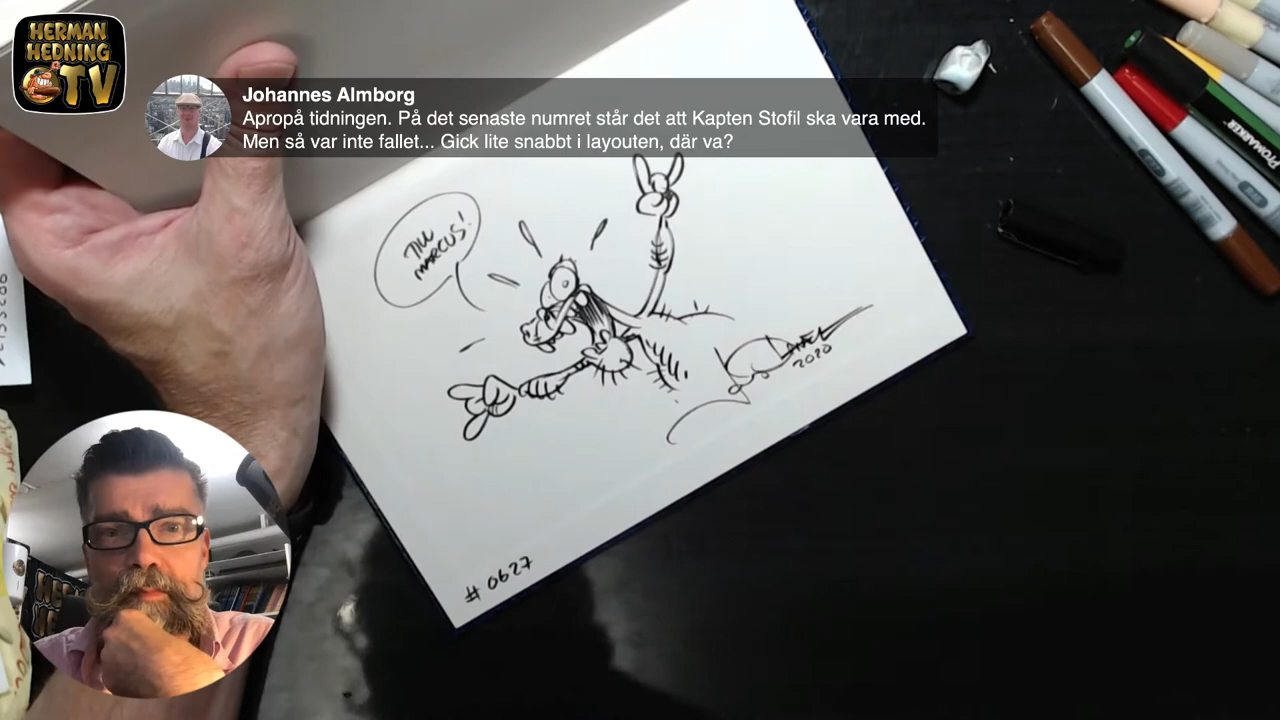 HERMAN
HEDNING
TV
Johannes Almborg
Apropå tidningen. På det senaste numret står det att Kapten Stofil ska vara med.
Men så var inte fallet... Gick lite snabbt i layouten, där va?
TILL
MARCUS!
2020
# 0627
PROMARKER